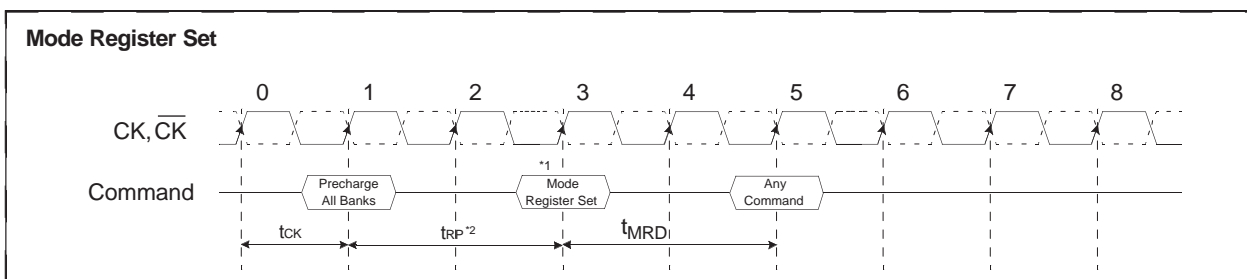 Mode Register Set
0 1 2 3 4 5 6 7 8
CK, C̅K̅
*1
Command
Precharge
All Banks
Mode
Register Set
Any
Command
tCK
tRP*2
tMRD